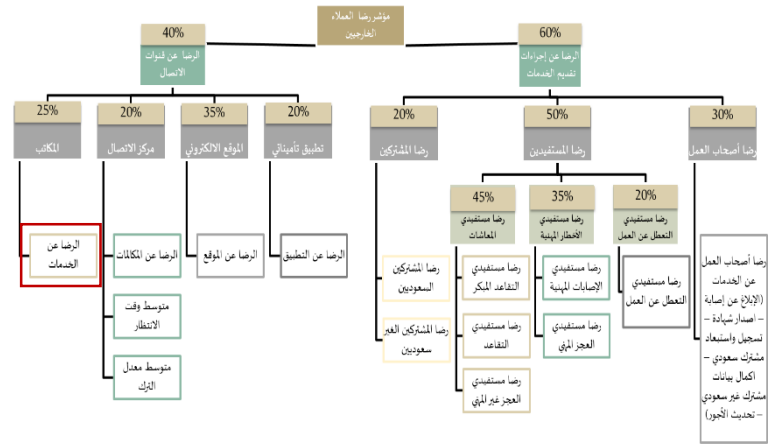 مؤشر رضا العملاء
الخارجيين
60%
الرضا عن إجراءات
تقديم الخدمات
40%
الرضا عن قنوات
الاتصال
30%
رضا أصحاب العمل
50%
رضا المستفيدين
20%
رضا المشتركين
20%
تطبيق تأميناتي
35%
الموقع الالكتروني
20%
مركز الاتصال
25%
المكاتب
20%
رضا مستفيدي
التعطل عن العمل
35%
رضا مستفيدي
الأخطار المهنية
45%
رضا مستفيدي
المعاشات
رضا أصحاب العمل
عن الخدمات
(الإبلاغ عن إصابة
– اصدار شهادة –
تسجيل واستبعاد
مشترك سعودي –
اكمال بيانات
مشترك غير سعودي
– تحديث الأجور)
رضا مستفيدي
التعطل عن العمل
رضا مستفيدي
الإصابات المهنية
رضا مستفيدي
العجز المهني
رضا مستفيدي
التقاعد المبكر
رضا مستفيدي
التقاعد
رضا مستفيدي
العجز غير المهني
رضا المشتركين
السعوديين
رضا المشتركين الغير
سعوديين
الرضا عن التطبيق
الرضا عن الموقع
الرضا عن المكالمات
متوسط وقت
الانتظار
متوسط معدل
الترك
الرضا عن
الخدمات